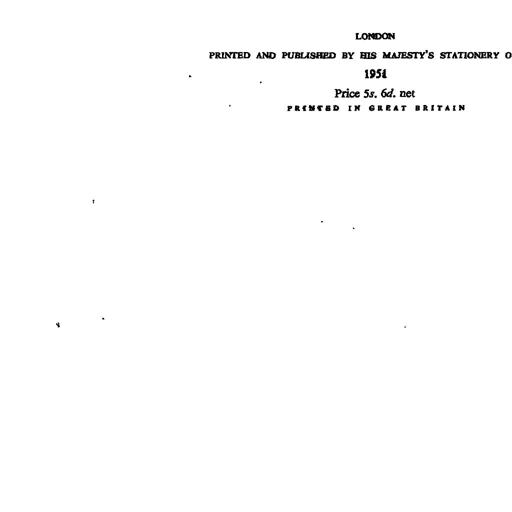 LONDON
PRINTED AND PUBLISHED BY HIS MAJESTY'S STATIONERY O
1951
Price 5s. 6d. net
PRINTED IN GREAT BRITAIN